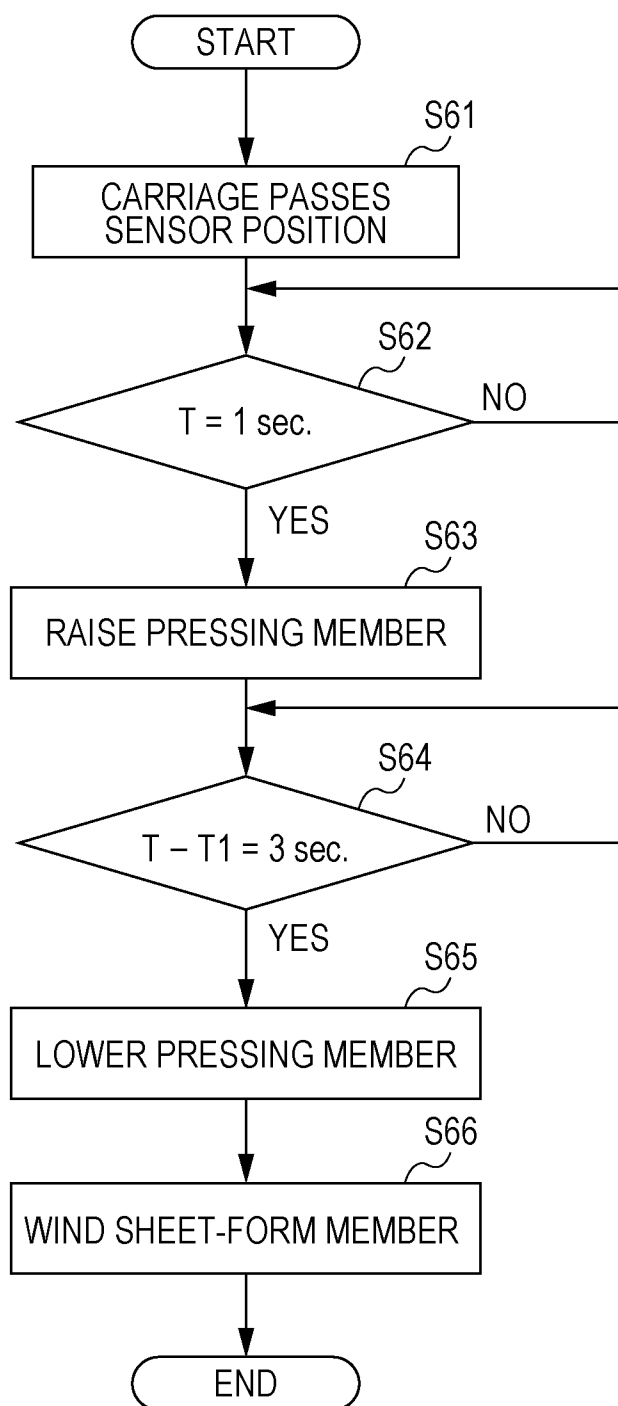 START
S61
CARRIAGE PASSES
SENSOR POSITION
S62
T = 1 sec.
NO
YES
S63
RAISE PRESSING MEMBER
S64
T – T1 = 3 sec.
NO
YES
S65
LOWER PRESSING MEMBER
S66
WIND SHEET-FORM MEMBER
END